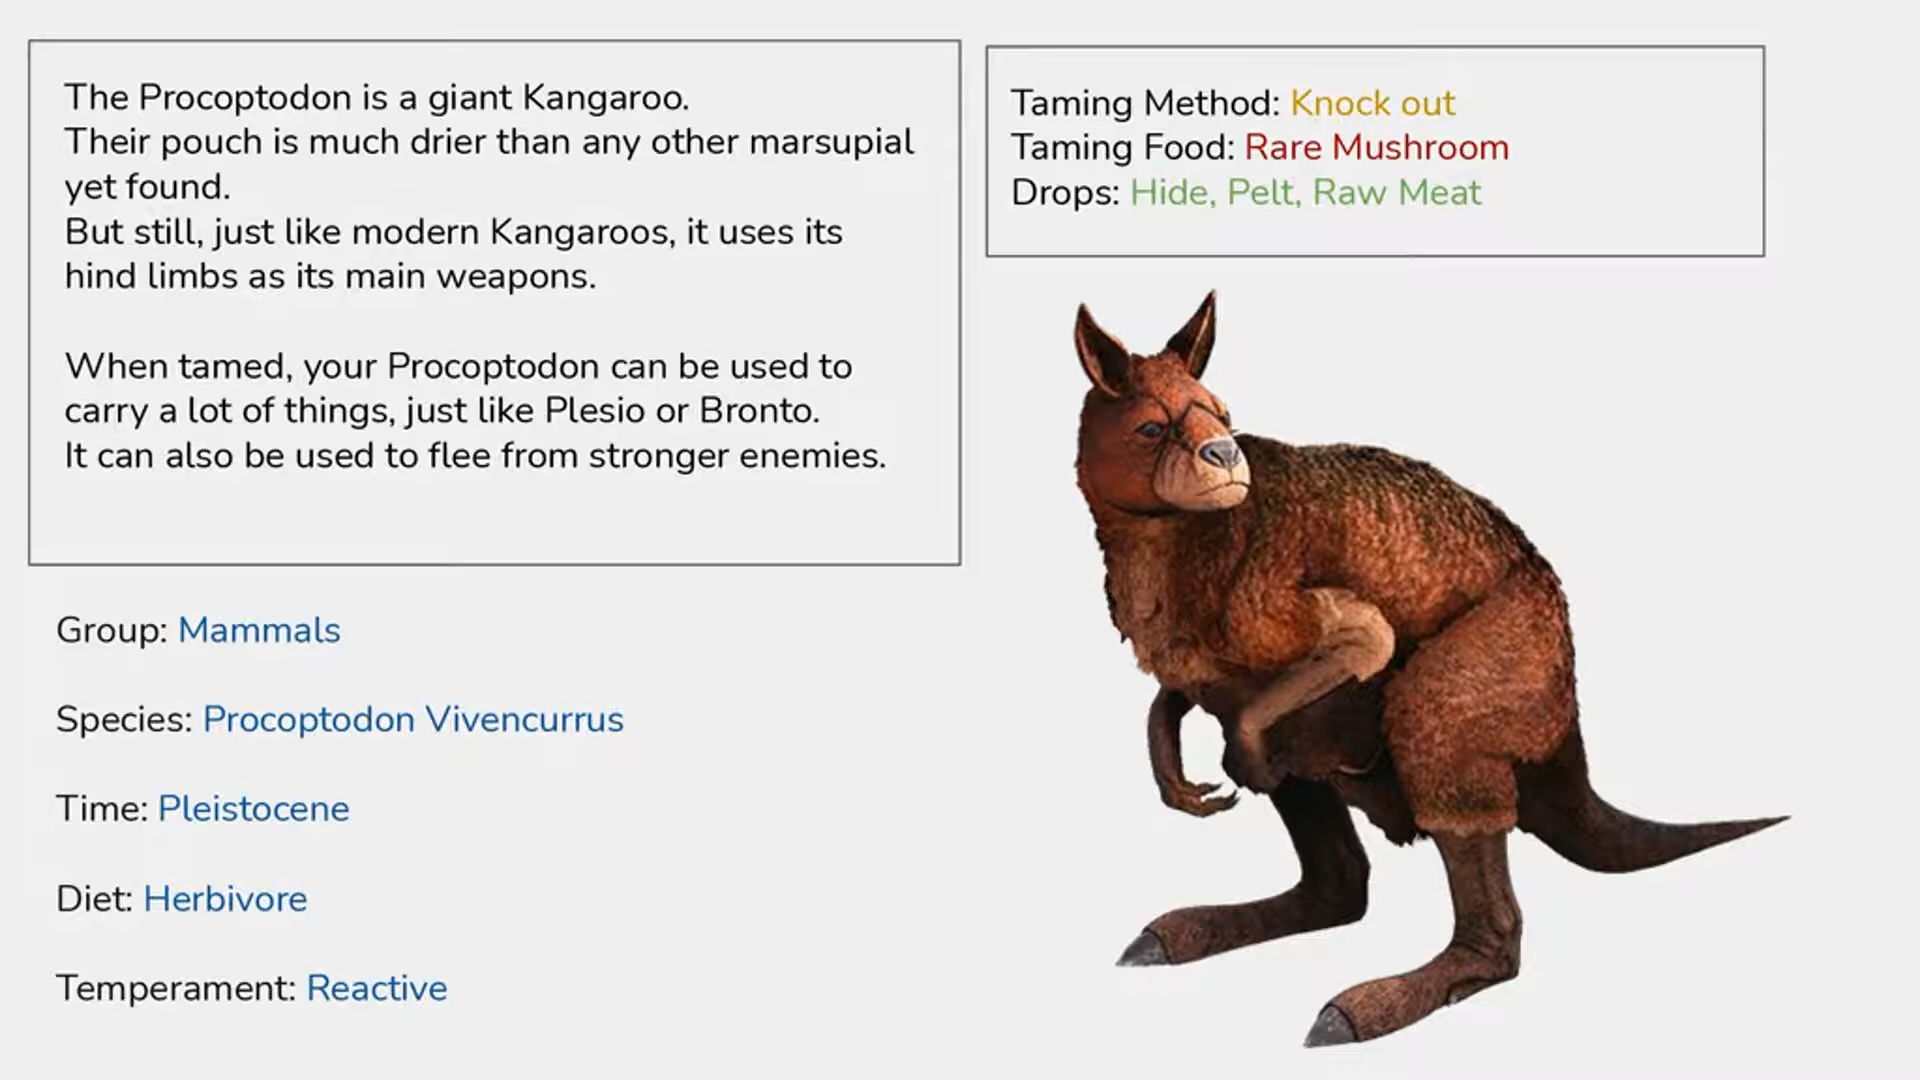 The Procoptodon is a giant Kangaroo.
Their pouch is much drier than any other marsupial
yet found.
But still, just like modern Kangaroos, it uses its
hind limbs as its main weapons.
When tamed, your Procoptodon can be used to
carry a lot of things, just like Plesio or Bronto.
It can also be used to flee from stronger enemies.
Taming Method: Knock out
Taming Food: Rare Mushroom
Drops: Hide, Pelt, Raw Meat
Group: Mammals
Species: Procoptodon Vivencurrus
Time: Pleistocene
Diet: Herbivore
Temperament: Reactive